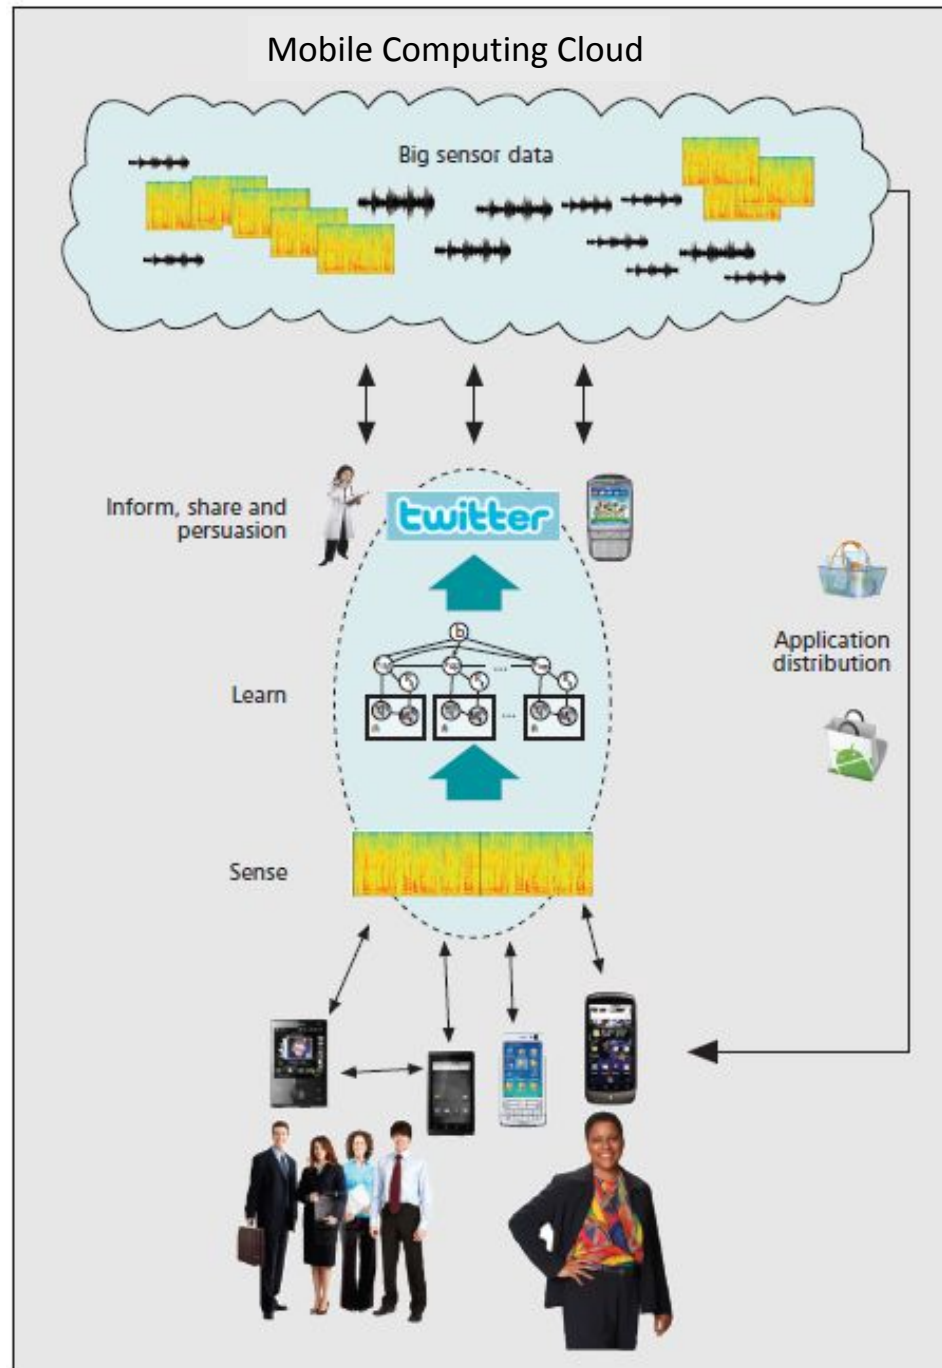 Mobile Computing Cloud
Big sensor data
Inform, share and
persuasion
twitter
b
Learn
...
...
Application
distribution
Sense